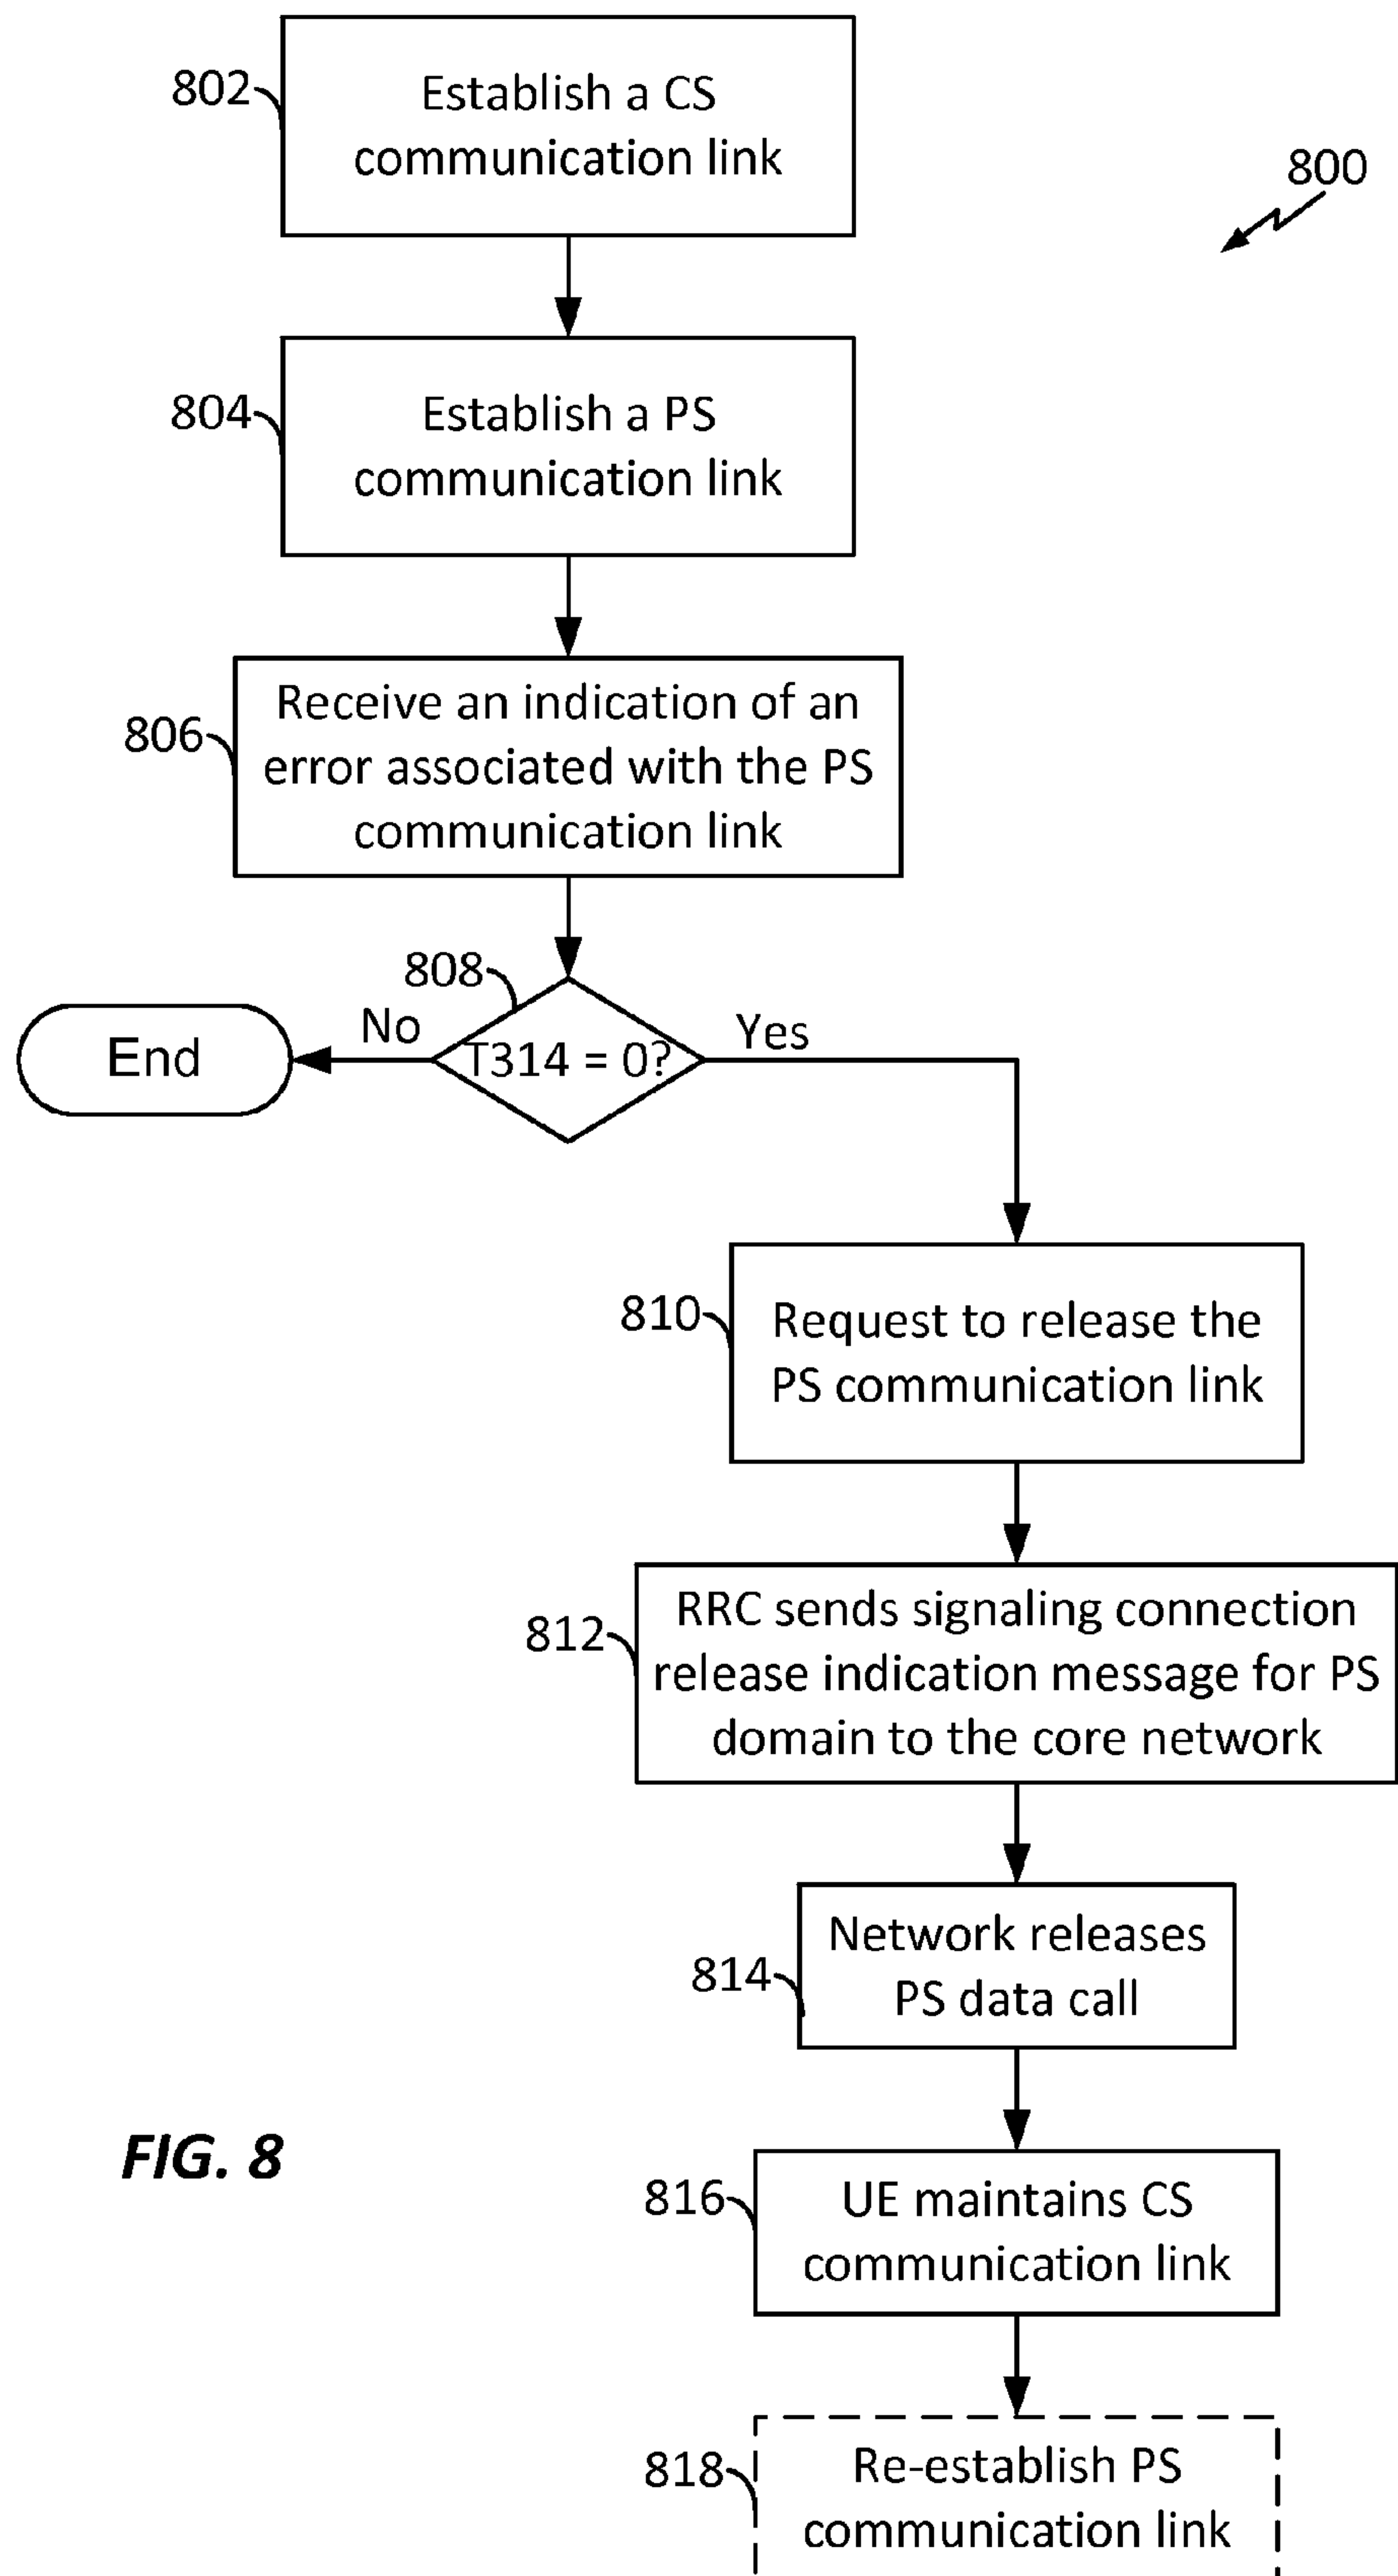 802
Establish a CS
communication link
800
804
Establish a PS
communication link
806
Receive an indication of an
error associated with the PS
communication link
808
End
No
T314 = 0?
Yes
810
Request to release the
PS communication link
812
RRC sends signaling connection
release indication message for PS
domain to the core network
814
Network releases
PS data call
FIG. 8
816
UE maintains CS
communication link
818
Re-establish PS
communication link